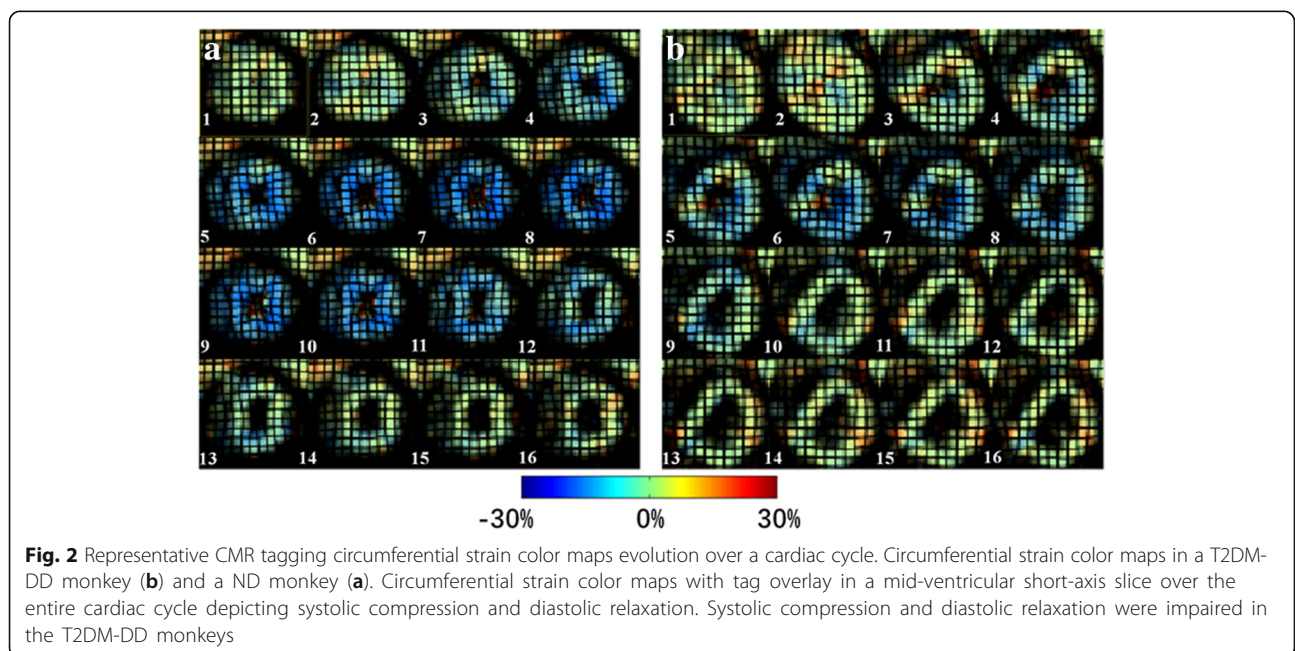 a
b
1 2 3 4
1 2 3 4
5 6 7 8
5 6 7 8
9 10 11 12
9 10 11 12
13 14 15 16
13 14 15 16
-30% 0% 30%
Fig. 2 Representative CMR tagging circumferential strain color maps evolution over a cardiac cycle. Circumferential strain color maps in a T2DM-
DD monkey (b) and a ND monkey (a). Circumferential strain color maps with tag overlay in a mid-ventricular short-axis slice over the
entire cardiac cycle depicting systolic compression and diastolic relaxation. Systolic compression and diastolic relaxation were impaired in
the T2DM-DD monkeys